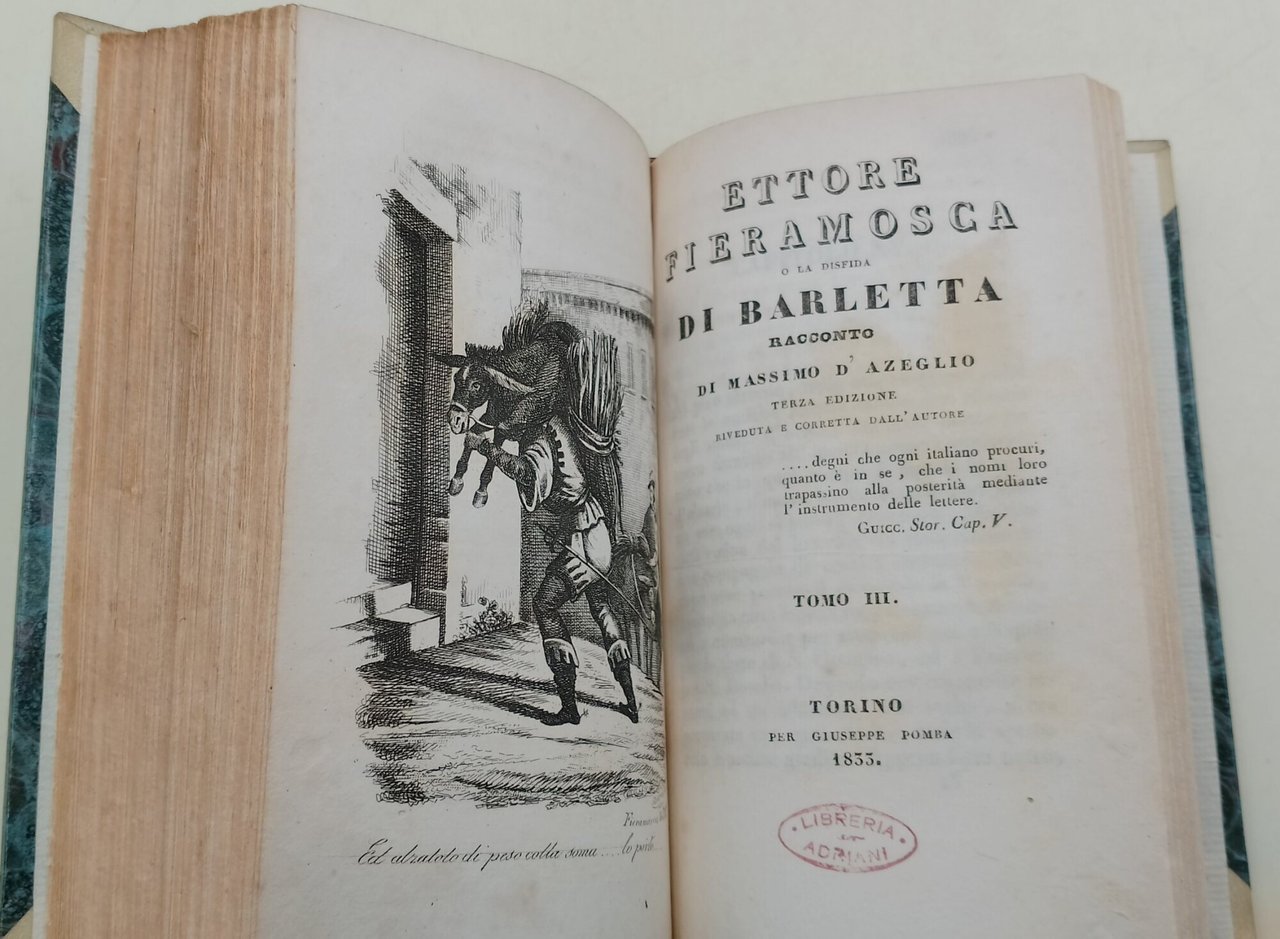 Ed alzatolo di peso colla soma .... lo portò
ETTORE
FIERAMOSCA
O LA DISFIDA
DI BARLETTA
RACCONTO
DI MASSIMO D' AZEGLIO
TERZA EDIZIONE
RIVEDUTA E CORRETTA DALL' AUTORE
....degni che ogni italiano procuri,
quanto è in se, che i nomi loro
trapassino alla posterità mediante
l' instrumento delle lettere.
GUICC. Stor. Cap. V.
TOMO III.
TORINO
PER GIUSEPPE POMBA
1833.
LIBRERIA
ADRIANI